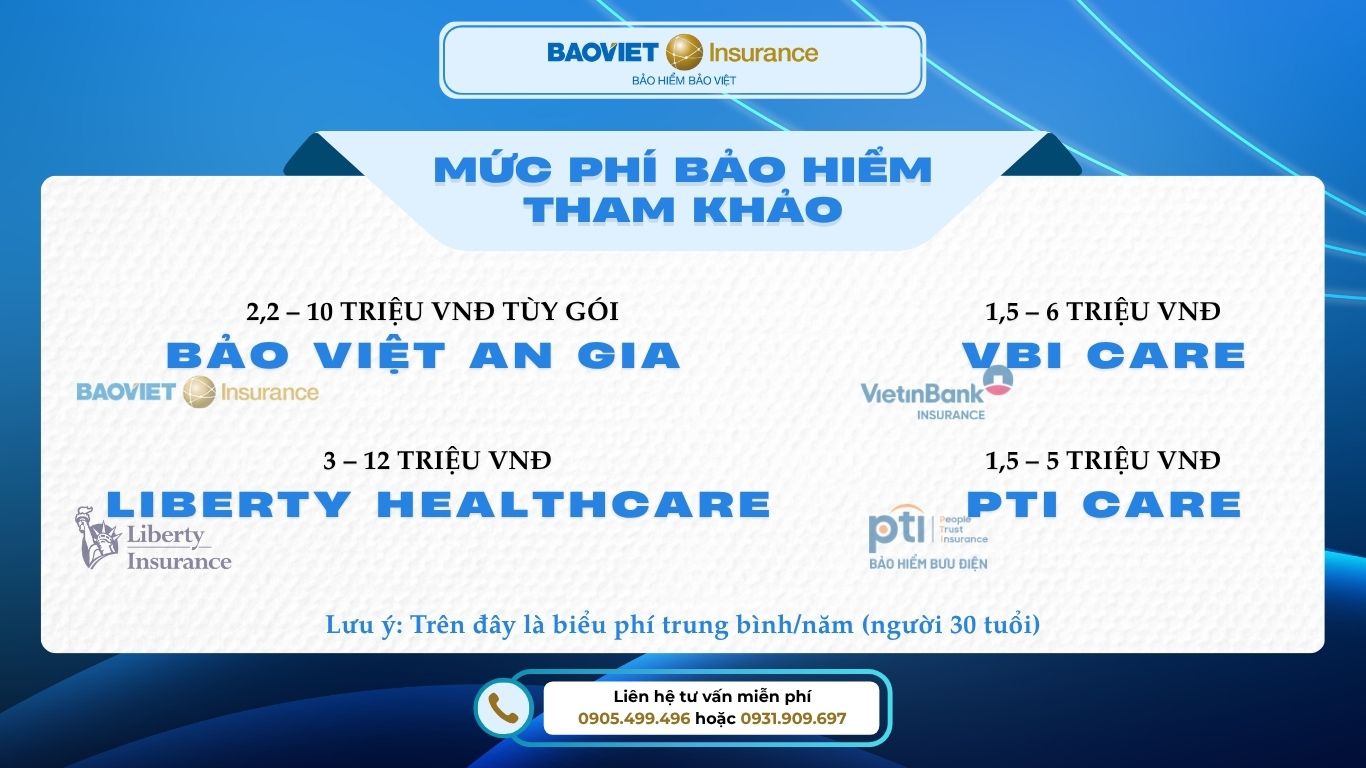 BAOVIET Insurance
BẢO HIỂM BẢO VIỆT
MỨC PHÍ BẢO HIỂM
THAM KHẢO
2,2 – 10 TRIỆU VNĐ TÙY GÓI
BẢO VIỆT AN GIA
BAOVIET Insurance
1,5 – 6 TRIỆU VNĐ
VBI CARE
VietinBank
INSURANCE
3 – 12 TRIỆU VNĐ
LIBERTY HEALTHCARE
Liberty
Insurance
1,5 – 5 TRIỆU VNĐ
PTI CARE
pti
People
Trust
Insurance
BẢO HIỂM BƯU ĐIỆN
Lưu ý: Trên đây là biểu phí trung bình/năm (người 30 tuổi)
Liên hệ tư vấn miễn phí
0905.499.496 hoặc 0931.909.697